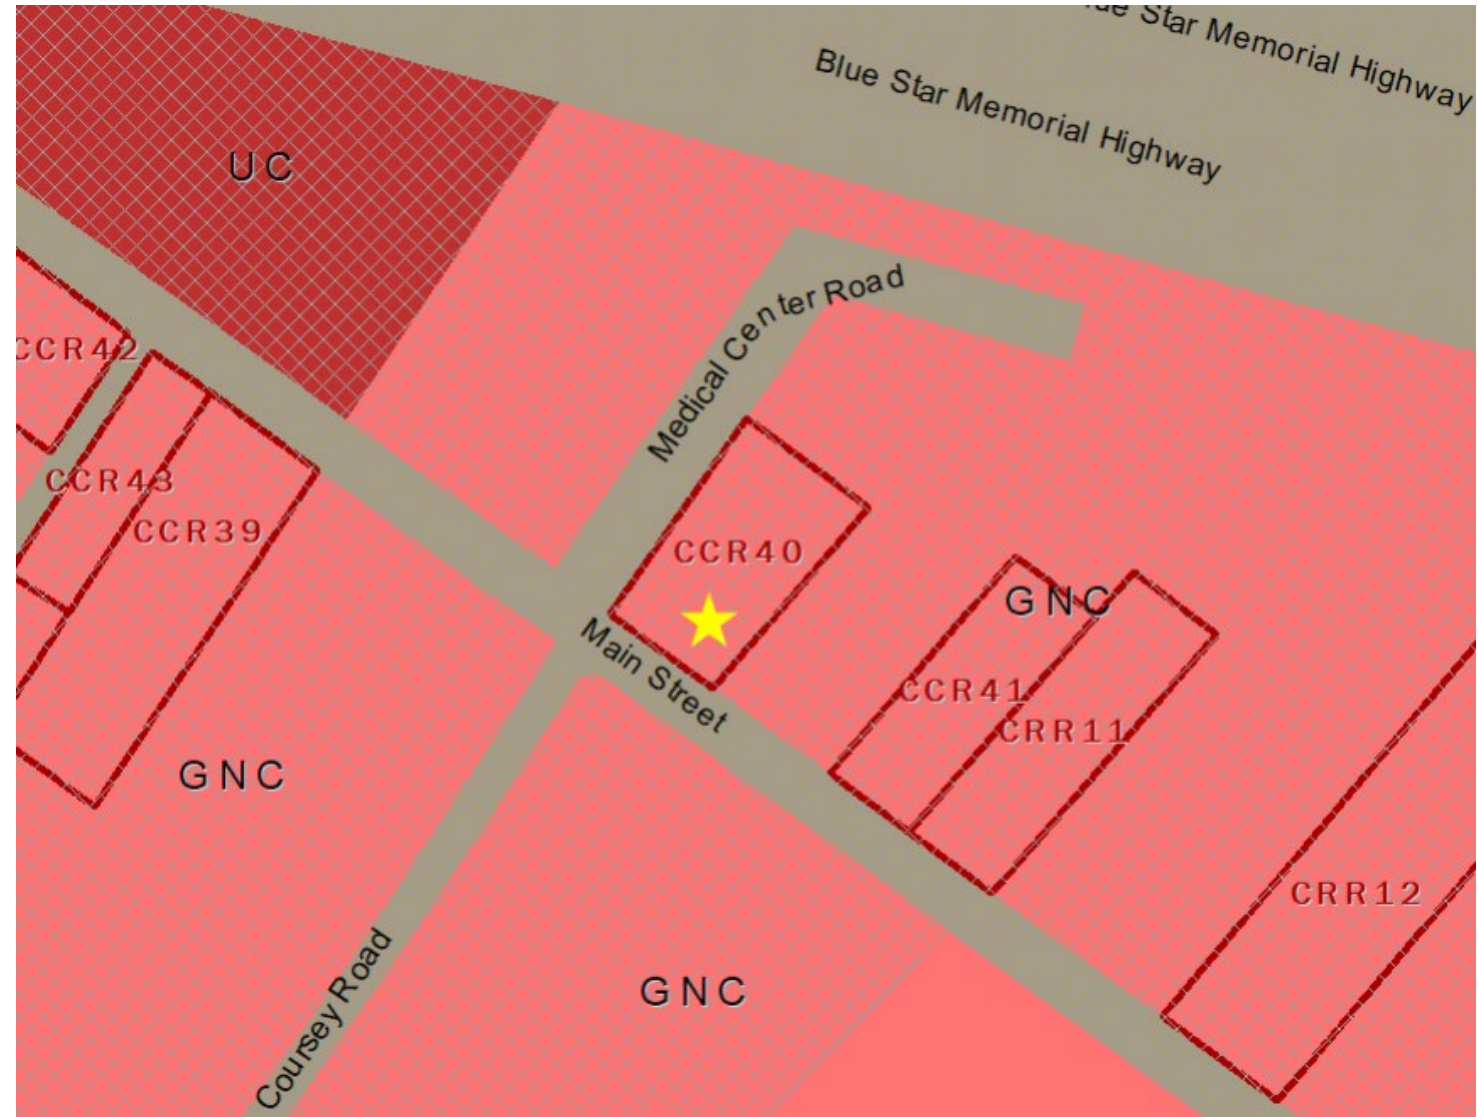 Star Memorial Highway
Blue Star Memorial Highway
UC
Medical Center Road
CCR42
CCR43
CCR39
CCR40
GNC
Main Street
CCR41
CRR11
GNC
CRR12
GNC
Coursey Road